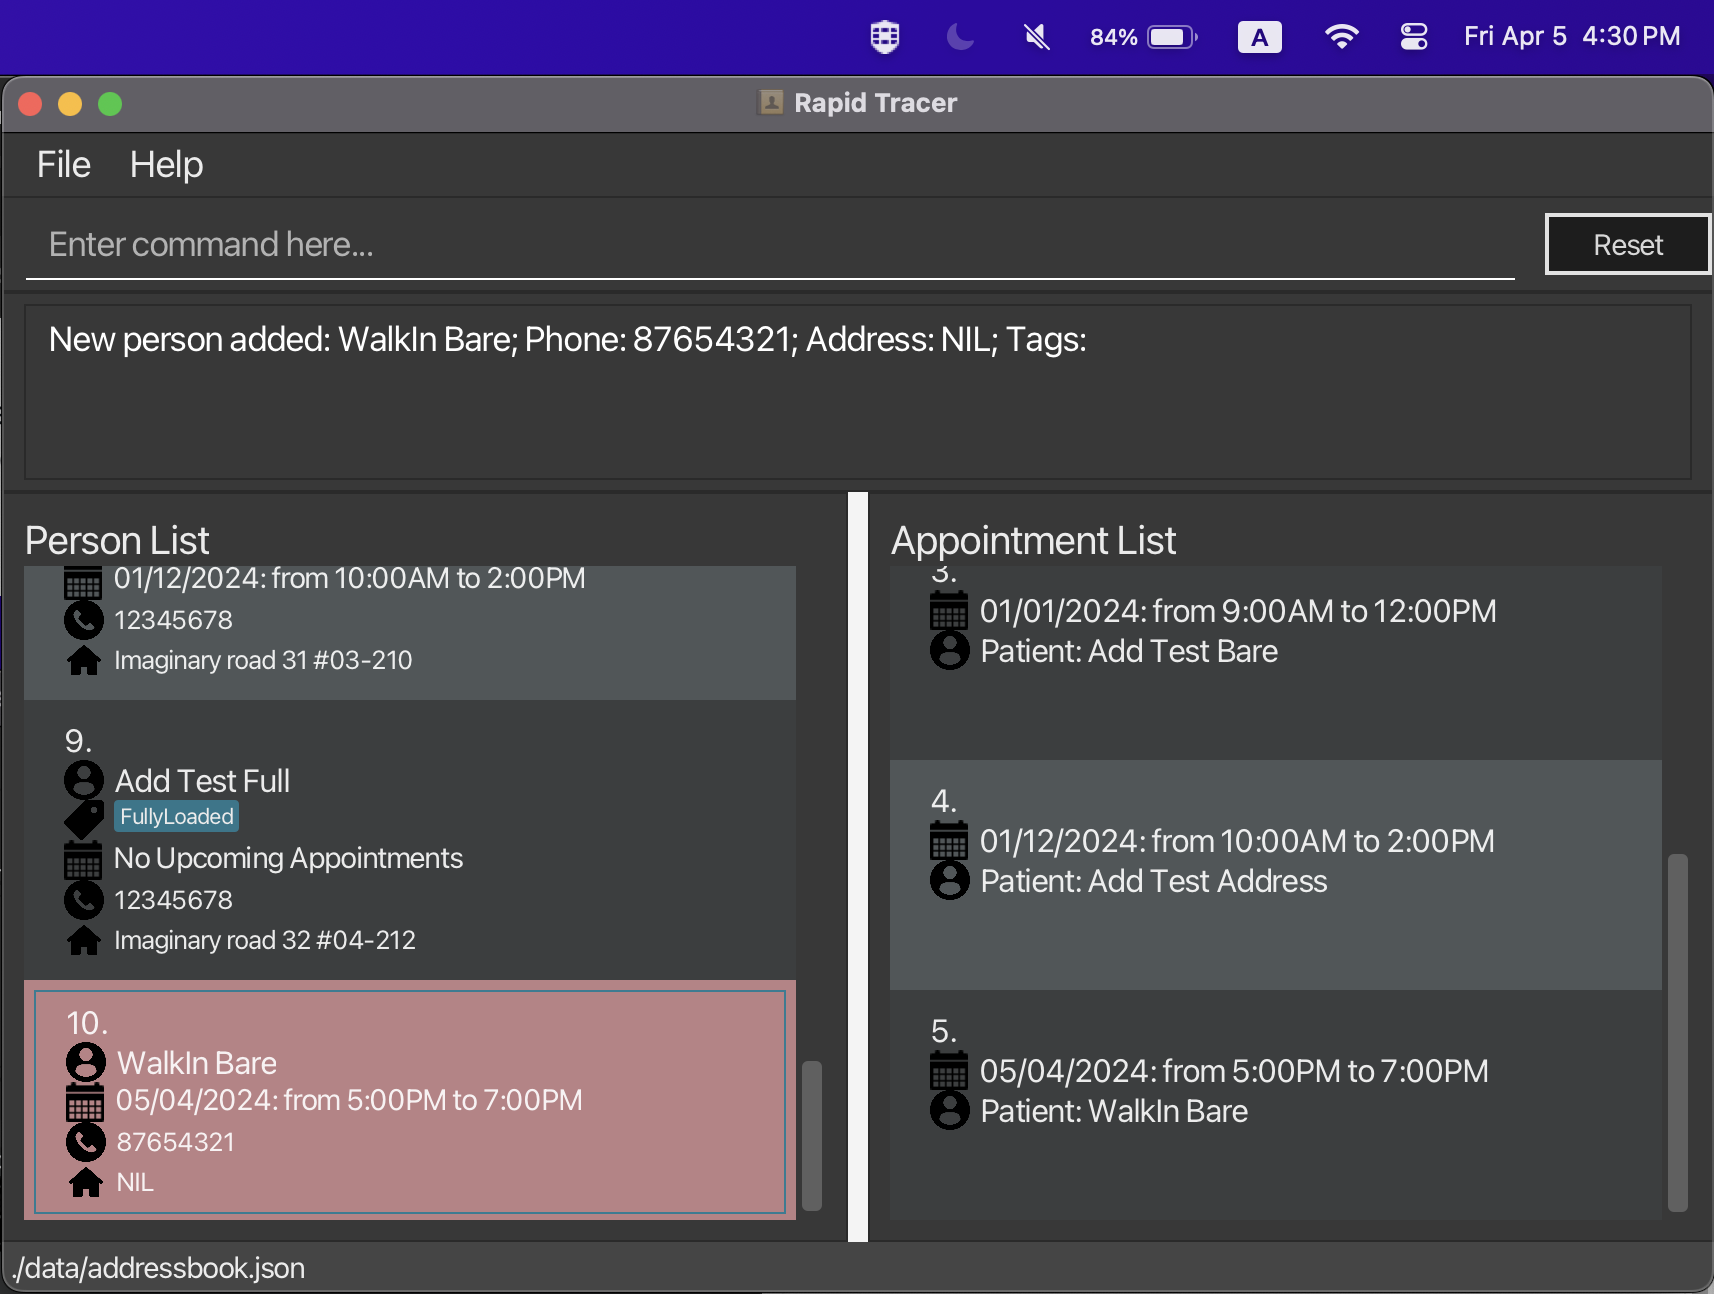 84% A Fri Apr 5 4:30 PM
Rapid Tracer
File Help
Enter command here...
Reset
New person added: WalkIn Bare; Phone: 87654321; Address: NIL; Tags:
Person List
01/12/2024: from 10:00AM to 2:00PM
12345678
Imaginary road 31 #03-210
9.
Add Test Full
FullyLoaded
No Upcoming Appointments
12345678
Imaginary road 32 #04-212
10.
WalkIn Bare
05/04/2024: from 5:00PM to 7:00PM
87654321
NIL
Appointment List
3.
01/01/2024: from 9:00AM to 12:00PM
Patient: Add Test Bare
4.
01/12/2024: from 10:00AM to 2:00PM
Patient: Add Test Address
5.
05/04/2024: from 5:00PM to 7:00PM
Patient: WalkIn Bare
./data/addressbook.json